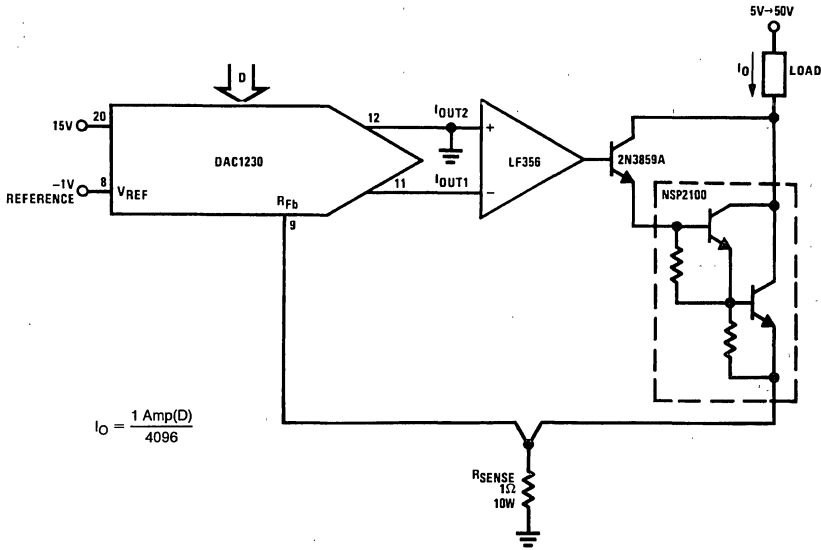 5V→50V
IO
LOAD
D
20
15V
12
IOUT2
DAC1230
+
LF356
2N3859A
-1V
REFERENCE
8
VREF
11
IOUT1
−
RFb
9
NSP2100
IO = 1 Amp(D) / 4096
RSENSE
1Ω
10W